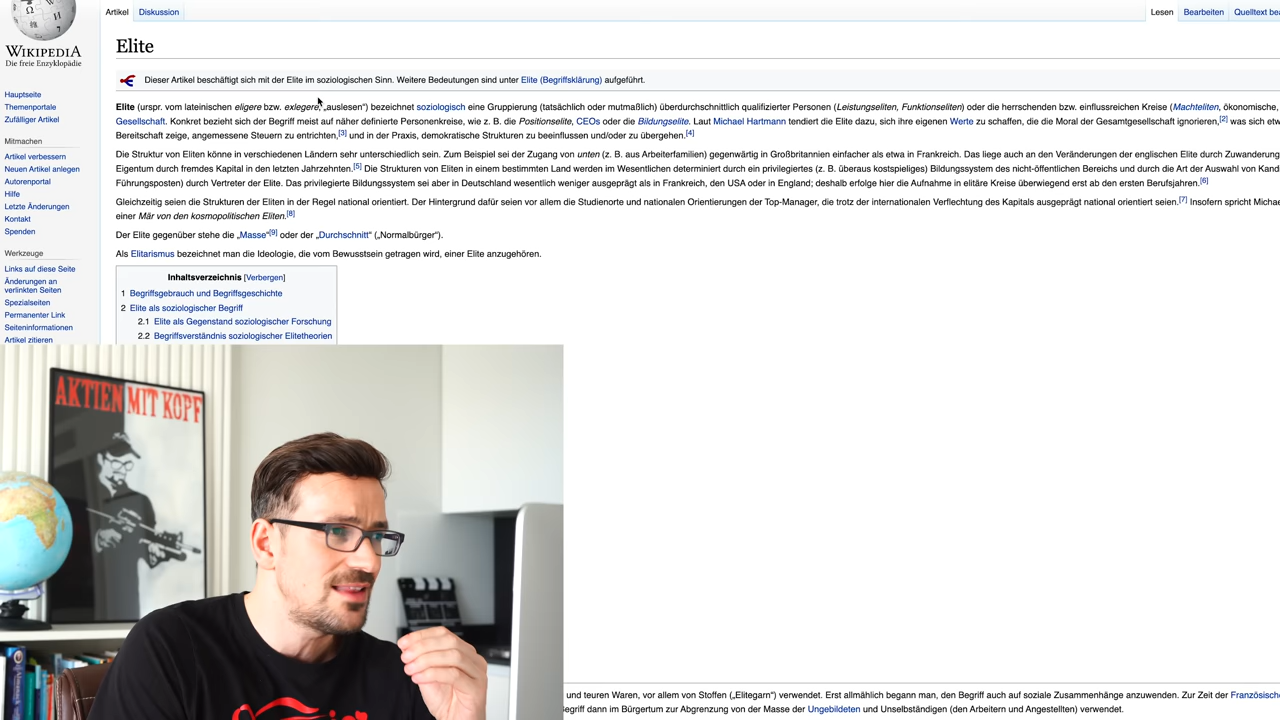 Artikel Diskussion Lesen Bearbeiten Quelltext bea
WIKIPEDIA
Die freie Enzyklopädie
Hauptseite
Themenportale
Zufälliger Artikel
Mitmachen
Artikel verbessern
Neuen Artikel anlegen
Autorenportal
Hilfe
Letzte Änderungen
Kontakt
Spenden
Werkzeuge
Links auf diese Seite
Änderungen an
verlinkten Seiten
Spezialseiten
Permanenter Link
Seiteninformationen
Artikel zitieren
Elite
Dieser Artikel beschäftigt sich mit der Elite im soziologischen Sinn. Weitere Bedeutungen sind unter Elite (Begriffsklärung) aufgeführt.
Elite (urspr. vom lateinischen eligere bzw. exlegere, „auslesen“) bezeichnet soziologisch eine Gruppierung (tatsächlich oder mutmaßlich) überdurchschnittlich qualifizierter Personen (Leistungseliten, Funktionseliten) oder die herrschenden bzw. einflussreichen Kreise (Machteliten, ökonomische,
Gesellschaft. Konkret bezieht sich der Begriff meist auf näher definierte Personenkreise, wie z. B. die Positionselite, CEOs oder die Bildungselite. Laut Michael Hartmann tendiert die Elite dazu, sich ihre eigenen Werte zu schaffen, die die Moral der Gesamtgesellschaft ignorieren,[2] was sich etw
Bereitschaft zeige, angemessene Steuern zu entrichten,[3] und in der Praxis, demokratische Strukturen zu beeinflussen und/oder zu übergehen.[4]
Die Struktur von Eliten könne in verschiedenen Ländern sehr unterschiedlich sein. Zum Beispiel sei der Zugang von unten (z. B. aus Arbeiterfamilien) gegenwärtig in Großbritannien einfacher als etwa in Frankreich. Das liege auch an den Veränderungen der englischen Elite durch Zuwanderung
Eigentum durch fremdes Kapital in den letzten Jahrzehnten.[5] Die Strukturen von Eliten in einem bestimmten Land werden im Wesentlichen determiniert durch ein privilegiertes (z. B. überaus kostspieliges) Bildungssystem des nicht-öffentlichen Bereichs und durch die Art der Auswahl von Kand
Führungsposten) durch Vertreter der Elite. Das privilegierte Bildungssystem sei aber in Deutschland wesentlich weniger ausgeprägt als in Frankreich, den USA oder in England; deshalb erfolge hier die Aufnahme in elitäre Kreise überwiegend erst ab den ersten Berufsjahren.[6]
Gleichzeitig seien die Strukturen der Eliten in der Regel national orientiert. Der Hintergrund dafür seien vor allem die Studienorte und nationalen Orientierungen der Top-Manager, die trotz der internationalen Verflechtung des Kapitals ausgeprägt national orientiert seien.[7] Insofern spricht Michae
einer Mär von den kosmopolitischen Eliten.[8]
Der Elite gegenüber stehe die „Masse“[9] oder der „Durchschnitt“ („Normalbürger“).
Als Elitarismus bezeichnet man die Ideologie, die vom Bewusstsein getragen wird, einer Elite anzugehören.
Inhaltsverzeichnis [Verbergen]
1 Begriffsgebrauch und Begriffsgeschichte
2 Elite als soziologischer Begriff
2.1 Elite als Gegenstand soziologischer Forschung
2.2 Begriffsverständnis soziologischer Elitetheorien
AKTIEN MIT KOPF
und teuren Waren, vor allem von Stoffen („Elitegarn“) verwendet. Erst allmählich begann man, den Begriff auch auf soziale Zusammenhänge anzuwenden. Zur Zeit der Französische
egriff dann im Bürgertum zur Abgrenzung von der Masse der Ungebildeten und Unselbständigen (den Arbeitern und Angestellten) verwendet.